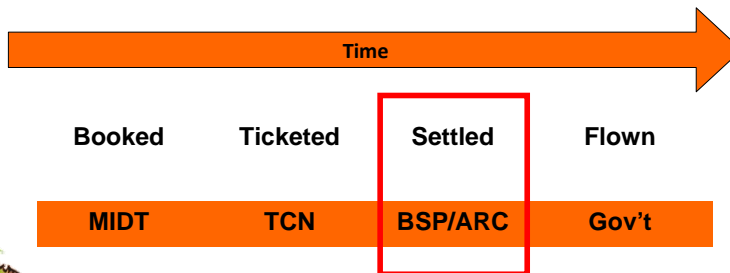 Time
Booked Ticketed Settled Flown
MIDT TCN BSP/ARC Gov’t